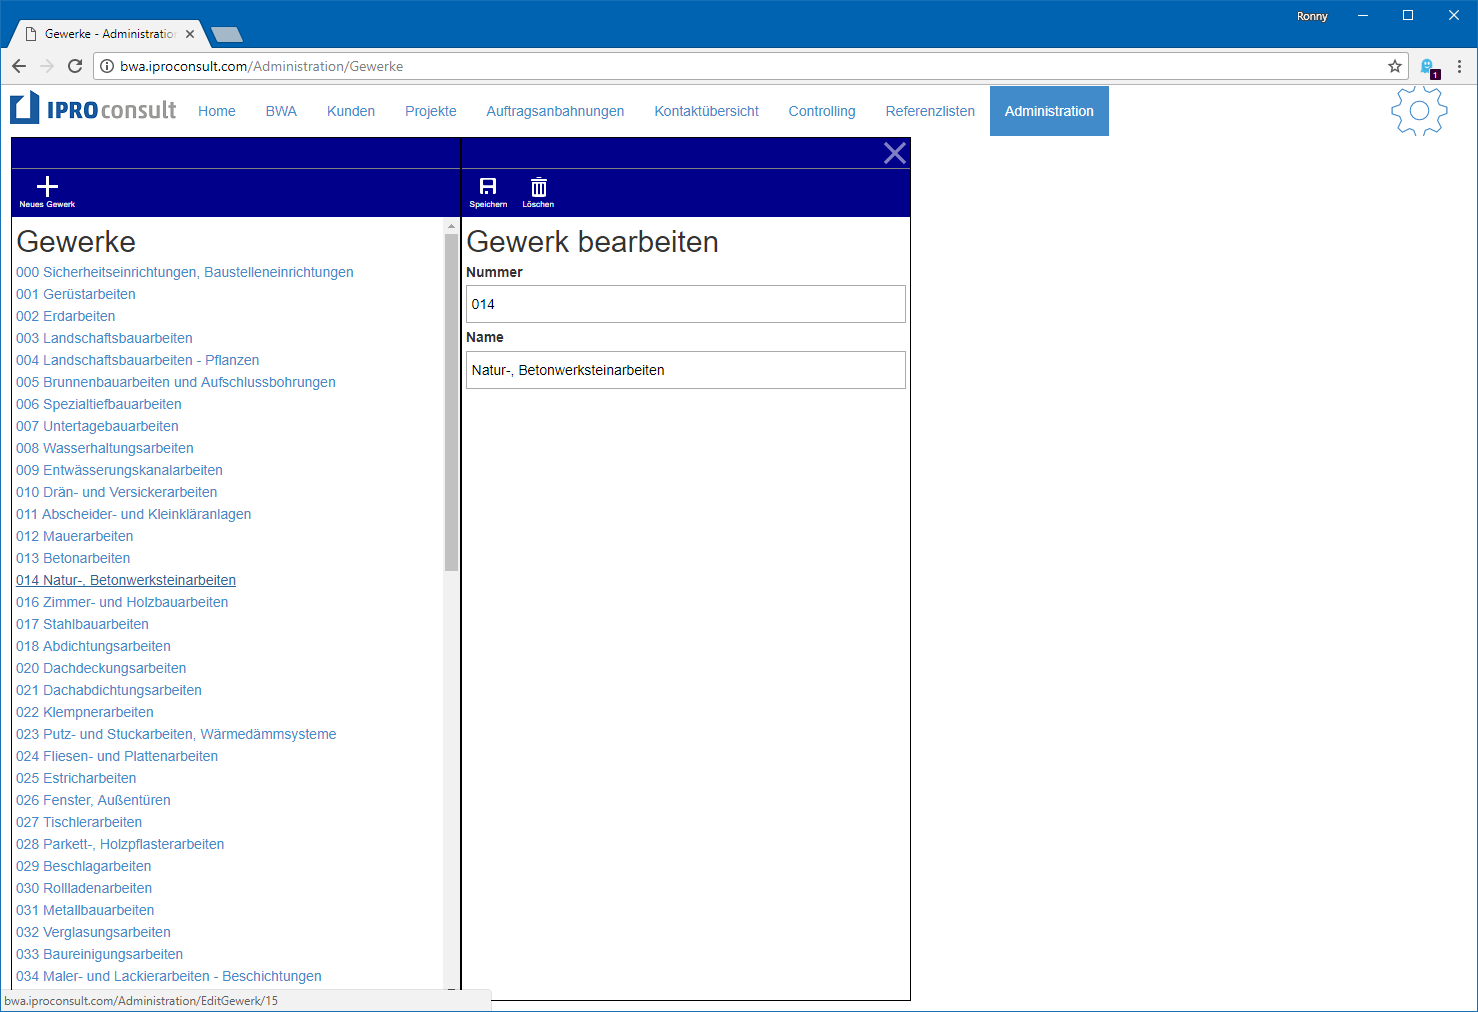 Ronny
Gewerke - Administration
bwa.iproconsult.com/Administration/Gewerke
1
IPROconsult
Home BWA Kunden Projekte Auftragsanbahnungen Kontaktübersicht Controlling Referenzlisten Administration
Neues Gewerk
Speichern Löschen
Gewerke
000 Sicherheitseinrichtungen, Baustelleneinrichtungen
001 Gerüstarbeiten
002 Erdarbeiten
003 Landschaftsbauarbeiten
004 Landschaftsbauarbeiten - Pflanzen
005 Brunnenbauarbeiten und Aufschlussbohrungen
006 Spezialtiefbauarbeiten
007 Untertagebauarbeiten
008 Wasserhaltungsarbeiten
009 Entwässerungskanalarbeiten
010 Drän- und Versickerarbeiten
011 Abscheider- und Kleinkläranlagen
012 Mauerarbeiten
013 Betonarbeiten
014 Natur-, Betonwerksteinarbeiten
016 Zimmer- und Holzbauarbeiten
017 Stahlbauarbeiten
018 Abdichtungsarbeiten
020 Dachdeckungsarbeiten
021 Dachabdichtungsarbeiten
022 Klempnerarbeiten
023 Putz- und Stuckarbeiten, Wärmedämmsysteme
024 Fliesen- und Plattenarbeiten
025 Estricharbeiten
026 Fenster, Außentüren
027 Tischlerarbeiten
028 Parkett-, Holzpflasterarbeiten
029 Beschlagarbeiten
030 Rollladenarbeiten
031 Metallbauarbeiten
032 Verglasungsarbeiten
033 Baureinigungsarbeiten
034 Maler- und Lackierarbeiten - Beschichtungen
Gewerk bearbeiten
Nummer
014
Name
Natur-, Betonwerksteinarbeiten
bwa.iproconsult.com/Administration/EditGewerk/15